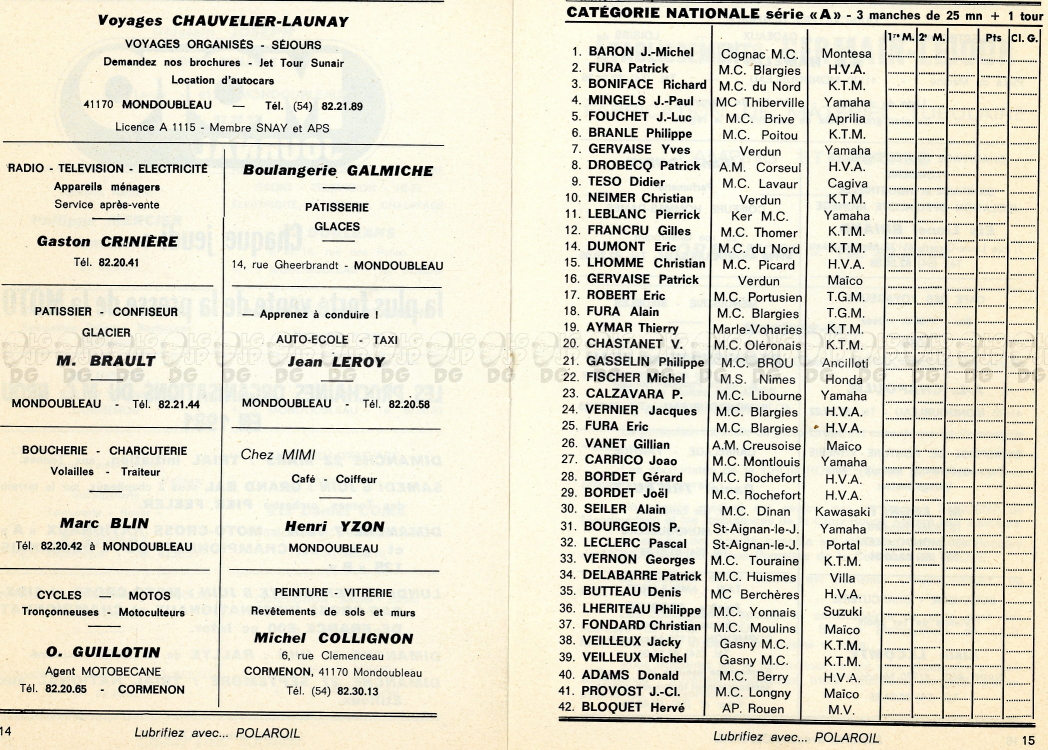 Voyages CHAUVELIER-LAUNAY
VOYAGES ORGANISÉS - SÉJOURS
Demandez nos brochures - Jet Tour Sunair
Location d'autocars
41170 MONDOUBLEAU — Tél. (54) 82.21.89
Licence A 1115 - Membre SNAY et APS
RADIO - TELEVISION - ELECTRICITÉ
Appareils ménagers
Service après-vente
Gaston CRINIÈRE
Tél. 82.20.41
Boulangerie GALMICHE
PATISSERIE
GLACES
14, rue Gheerbrandt - MONDOUBLEAU
PATISSIER - CONFISEUR
GLACIER
M. BRAULT
MONDOUBLEAU - Tél. 82.21.44
Apprenez à conduire !
AUTO-ECOLE - TAXI
Jean LEROY
MONDOUBLEAU - Tél. 82.20.58
BOUCHERIE - CHARCUTERIE
Volailles - Traiteur
Marc BLIN
Tél. 82.20.42 à MONDOUBLEAU
Chez MIMI
Café - Coiffeur
Henri YZON
MONDOUBLEAU
CYCLES — MOTOS
Tronçonneuses - Motoculteurs
O. GUILLOTIN
Agent MOTOBECANE
Tél. 82.20.65 - CORMENON
PEINTURE - VITRERIE
Revêtements de sols et murs
Michel COLLIGNON
6, rue Clemenceau
CORMENON, 41170 Mondoubleau
Tél. (54) 82.30.13
14 Lubrifiez avec... POLAROIL
CATÉGORIE NATIONALE série «A» - 3 manches de 25 mn + 1 tour
1re M. 2e M. Pts Cl. G.
1. BARON J.-Michel Cognac M.C. Montesa
2. FURA Patrick M.C. Blargies H.V.A.
3. BONIFACE Richard M.C. du Nord K.T.M.
4. MINGELS J.-Paul MC Thiberville Yamaha
5. FOUCHET J.-Luc M.C. Brive Aprilia
6. BRANLE Philippe M.C. Poitou K.T.M.
7. GERVAISE Yves Verdun Yamaha
8. DROBECQ Patrick A.M. Corseul H.V.A.
9. TESO Didier M.C. Lavaur Cagiva
10. NEIMER Christian Verdun K.T.M.
11. LEBLANC Pierrick Ker M.C. Yamaha
12. FRANCRU Gilles M.C. Thomer K.T.M.
14. DUMONT Eric M.C. du Nord K.T.M.
15. LHOMME Christian M.C. Picard H.V.A.
16. GERVAISE Patrick Verdun Maïco
17. ROBERT Eric M.C. Portusien T.G.M.
18. FURA Alain M.C. Blargies T.G.M.
19. AYMAR Thierry Marle-Voharies K.T.M.
20. CHASTANET V. M.C. Oléronais K.T.M.
21. GASSELIN Philippe M.C. BROU Ancilloti
22. FISCHER Michel M.S. Nimes Honda
23. CALZAVARA P. M.C. Libourne Yamaha
24. VERNIER Jacques M.C. Blargies H.V.A.
25. FURA Eric M.C. Blargies H.V.A.
26. VANET Gillian A.M. Creusoise Maïco
27. CARRICO Joao M.C. Montlouis Yamaha
28. BORDET Gérard M.C. Rochefort H.V.A.
29. BORDET Joël M.C. Rochefort H.V.A.
30. SEILER Alain M.C. Dinan Kawasaki
31. BOURGEOIS P. St-Aignan-le-J. Yamaha
32. LECLERC Pascal St-Aignan-le-J. Portal
33. VERNON Georges M.C. Touraine K.T.M.
34. DELABARRE Patrick M.C. Huismes Villa
35. BUTTEAU Denis MC Berchères H.V.A.
36. LHERITEAU Philippe M.C. Yonnais Suzuki
37. FONDARD Christian M.C. Moulins Maïco
38. VEILLEUX Jacky Gasny M.C. K.T.M.
39. VEILLEUX Michel Gasny M.C. K.T.M.
40. ADAMS Donald M.C. Berry H.V.A.
41. PROVOST J.-Cl. M.C. Longny Maïco
42. BLOQUET Hervé AP. Rouen M.V.
Lubrifiez avec... POLAROIL 15